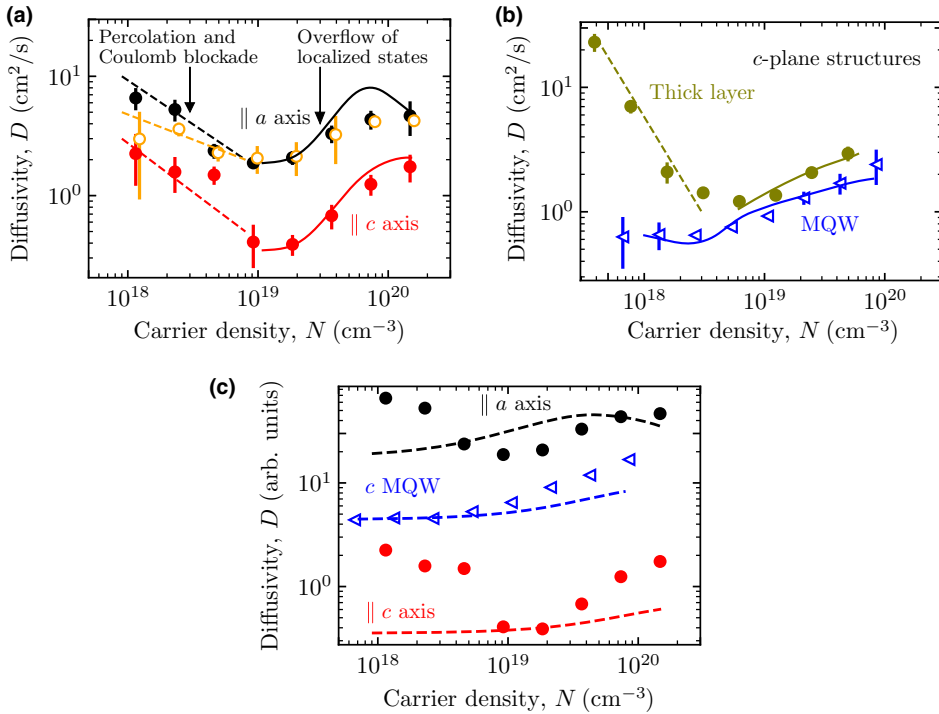 (a)
Percolation and
Coulomb blockade
Overflow of
localized states
∥ a axis
∥ c axis
10¹
10⁰
Diffusivity, D (cm²/s)
10¹⁸
10¹⁹
10²⁰
Carrier density, N (cm⁻³)
(b)
c-plane structures
Thick layer
MQW
10¹
10⁰
Diffusivity, D (cm²/s)
10¹⁸
10¹⁹
10²⁰
Carrier density, N (cm⁻³)
(c)
∥ a axis
c MQW
∥ c axis
10¹
10⁰
Diffusivity, D (arb. units)
10¹⁸
10¹⁹
10²⁰
Carrier density, N (cm⁻³)